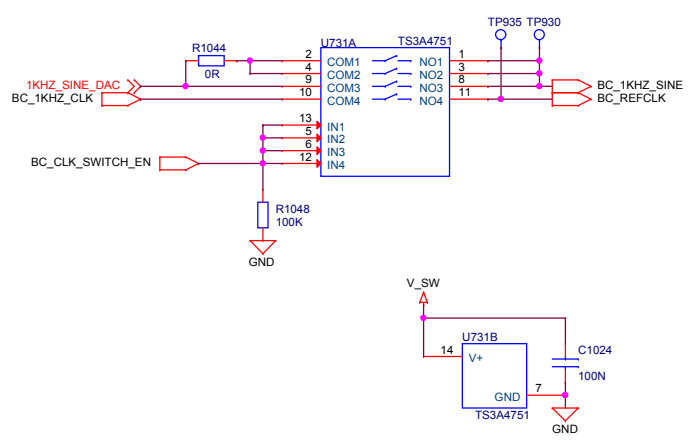 TP935 TP930
U731A TS3A4751
R1044
0R
2 COM1 NO1 1
4 COM2 NO2 3
1KHZ_SINE_DAC 9 COM3 NO3 8 BC_1KHZ_SINE
BC_1KHZ_CLK 10 COM4 NO4 11 BC_REFCLK
13 IN1
5 IN2
6 IN3
BC_CLK_SWITCH_EN 12 IN4
R1048
100K
GND
V_SW
U731B
14 V+
C1024
100N
GND 7
TS3A4751
GND